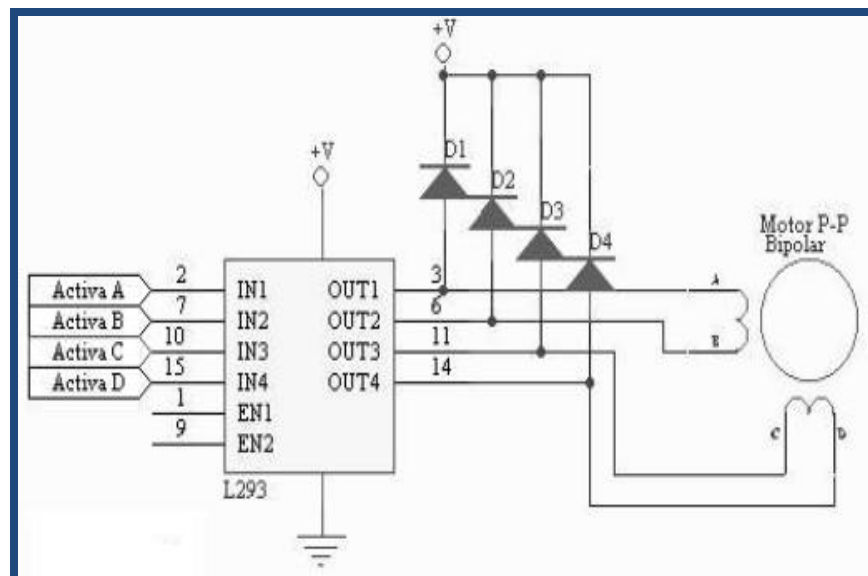 +V
D1
+V
D2
D3
Motor P-P
Bipolar
D4
Activa A 2 IN1 OUT1 3 A
Activa B 7 IN2 OUT2 6
Activa C 10 IN3 OUT3 11 B
Activa D 15 IN4 OUT4 14
1 EN1
9 EN2
C D
L293